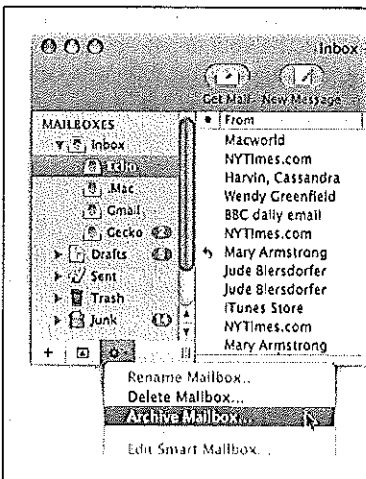 Inbox
Get Mail New Message
MAILBOXES
Inbox
Echo
.Mac
Gmail
Gecko
Drafts
Sent
Trash
Junk
From
Macworld
NYTimes.com
Harvin, Cassandra
Wendy Greenfield
BBC daily email
NYTimes.com
Mary Armstrong
Jude Biersdorfer
Jude Biersdorfer
iTunes Store
NYTimes.com
Mary Armstrong
Rename Mailbox...
Delete Mailbox...
Archive Mailbox...
Edit Smart Mailbox...